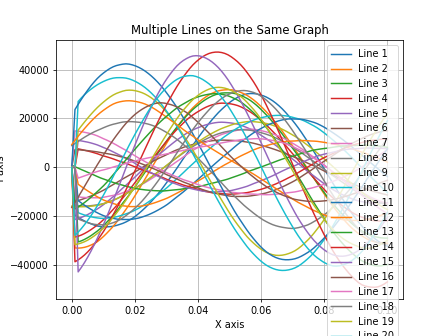 Multiple Lines on the Same Graph
40000
20000
0
−20000
−40000
0.00
0.02
0.04
0.06
X axis
Line 1
Line 2
Line 3
Line 4
Line 5
Line 6
Line 7
Line 8
Line 9
Line 10
Line 11
Line 12
Line 13
Line 14
Line 15
Line 16
Line 17
Line 18
Line 19
Line 20